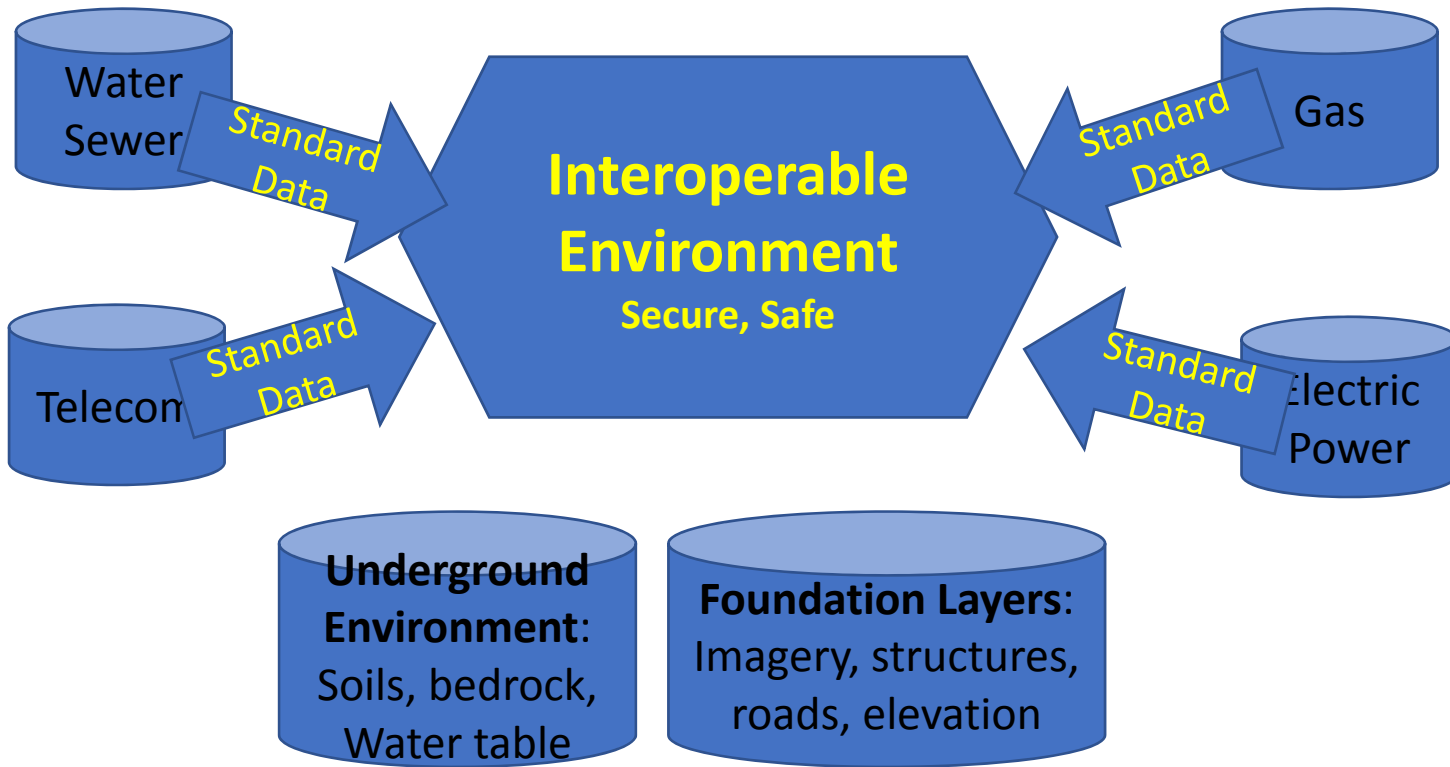 Water
Sewer
Standard
Data
Interoperable
Environment
Secure, Safe
Standard
Data
Gas
Telecom
Standard
Data
Standard
Data
Electric
Power
Underground
Environment:
Soils, bedrock,
Water table
Foundation Layers:
Imagery, structures,
roads, elevation